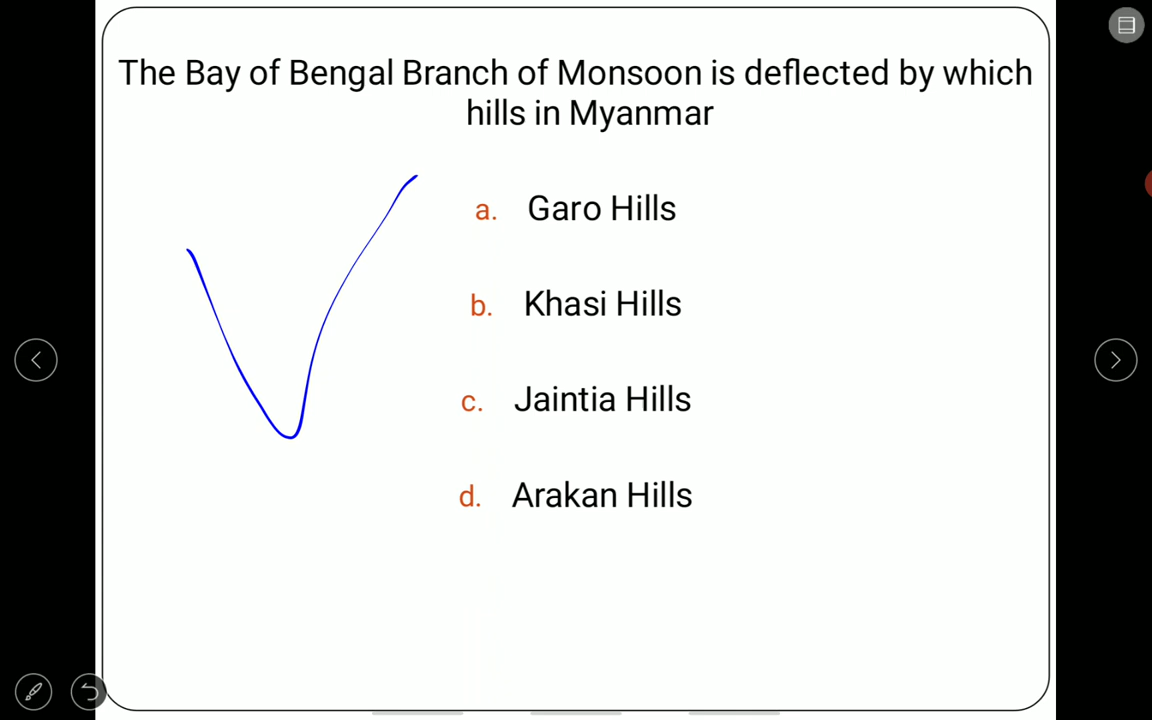 The Bay of Bengal Branch of Monsoon is deflected by which
hills in Myanmar
a. Garo Hills
b. Khasi Hills
c. Jaintia Hills
d. Arakan Hills